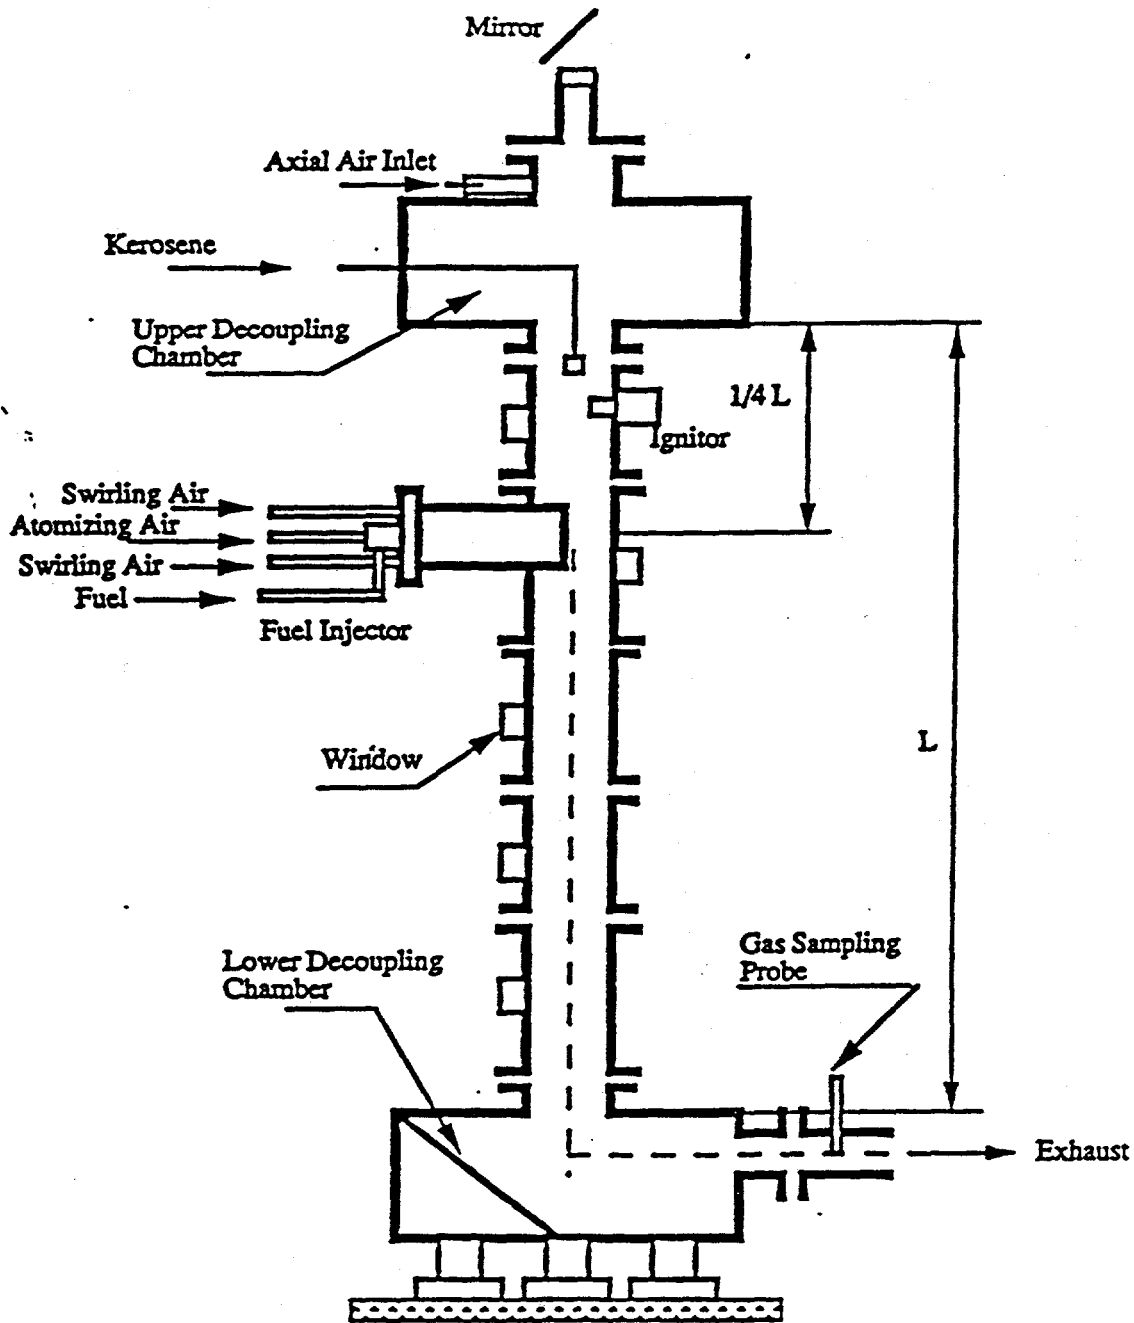 Mirror
Axial Air Inlet
Kerosene
Upper Decoupling
Chamber
1/4 L
Ignitor
Swirling Air
Atomizing Air
Swirling Air
Fuel
Fuel Injector
L
Window
Gas Sampling
Probe
Lower Decoupling
Chamber
Exhaust